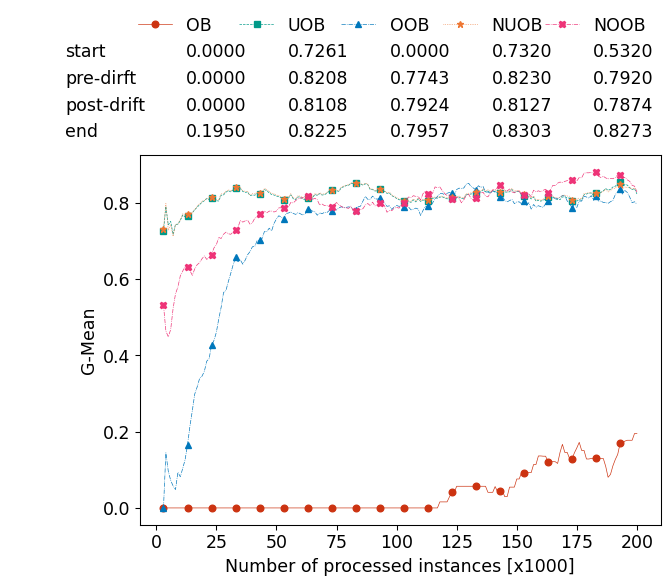 OB UOB OOB NUOB NOOB
start 0.0000 0.7261 0.0000 0.7320 0.5320
pre-dirft 0.0000 0.8208 0.7743 0.8230 0.7920
post-drift 0.0000 0.8108 0.7924 0.8127 0.7874
end 0.1950 0.8225 0.7957 0.8303 0.8273
0.8
0.6
0.4
0.2
0.0
G-Mean
0 25 50 75 100 125 150 175 200
Number of processed instances [x1000]